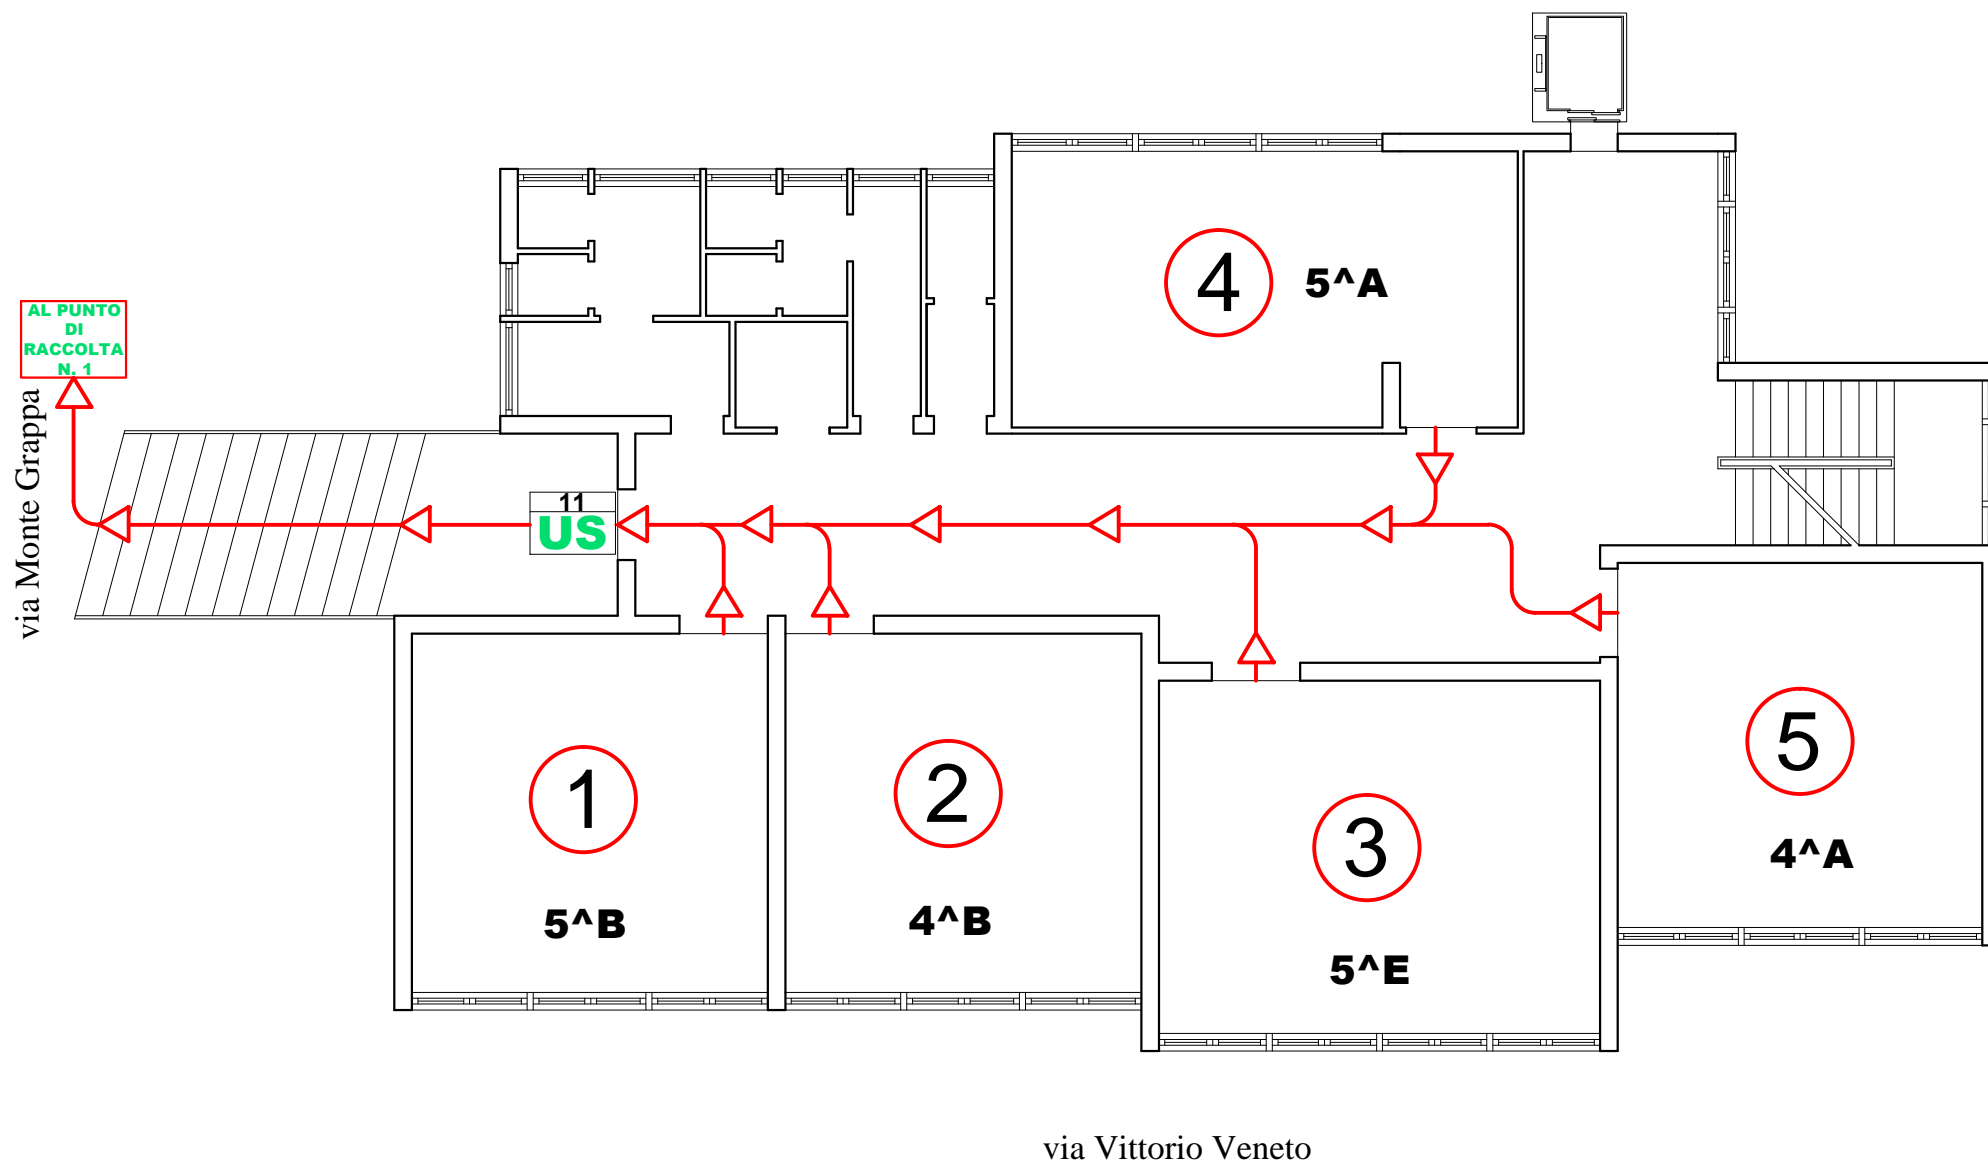 4
5^A
AL PUNTO
DI
RACCOLTA
N. 1
via Monte Grappa
11
US
1
5^B
2
4^B
3
5^E
5
4^A
via Vittorio Veneto